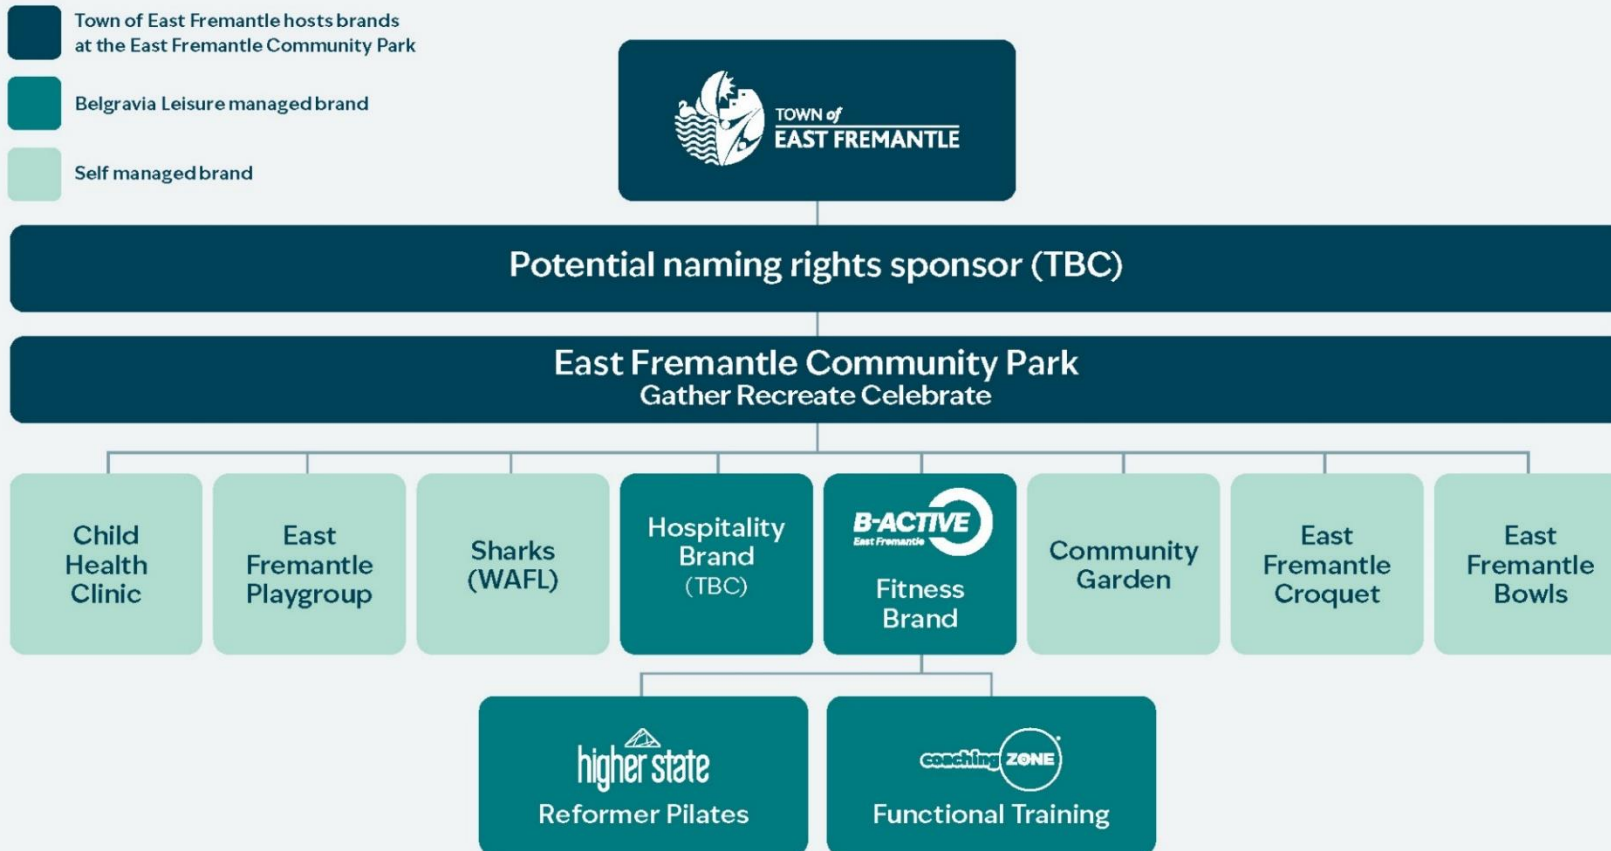 Town of East Fremantle hosts brands
at the East Fremantle Community Park
Belgravia Leisure managed brand
Self managed brand
TOWN of
EAST FREMANTLE
Potential naming rights sponsor (TBC)
East Fremantle Community Park
Gather Recreate Celebrate
Child
Health
Clinic
East
Fremantle
Playgroup
Sharks
(WAFL)
Hospitality
Brand
(TBC)
B-ACTIVE
East Fremantle
Fitness
Brand
Community
Garden
East
Fremantle
Croquet
East
Fremantle
Bowls
higher state
Reformer Pilates
coaching ZONE
Functional Training